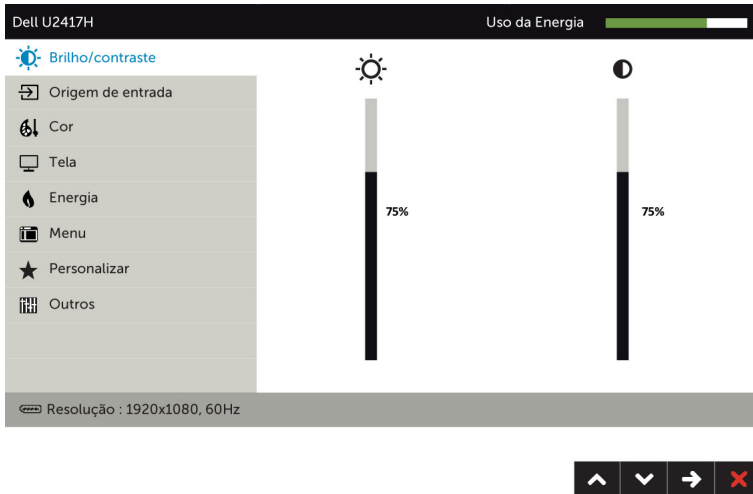 Dell U2417H
Uso da Energia
Brilho/contraste
Origem de entrada
Cor
Tela
Energia
Menu
Personalizar
Outros
75%
75%
Resolução : 1920x1080, 60Hz